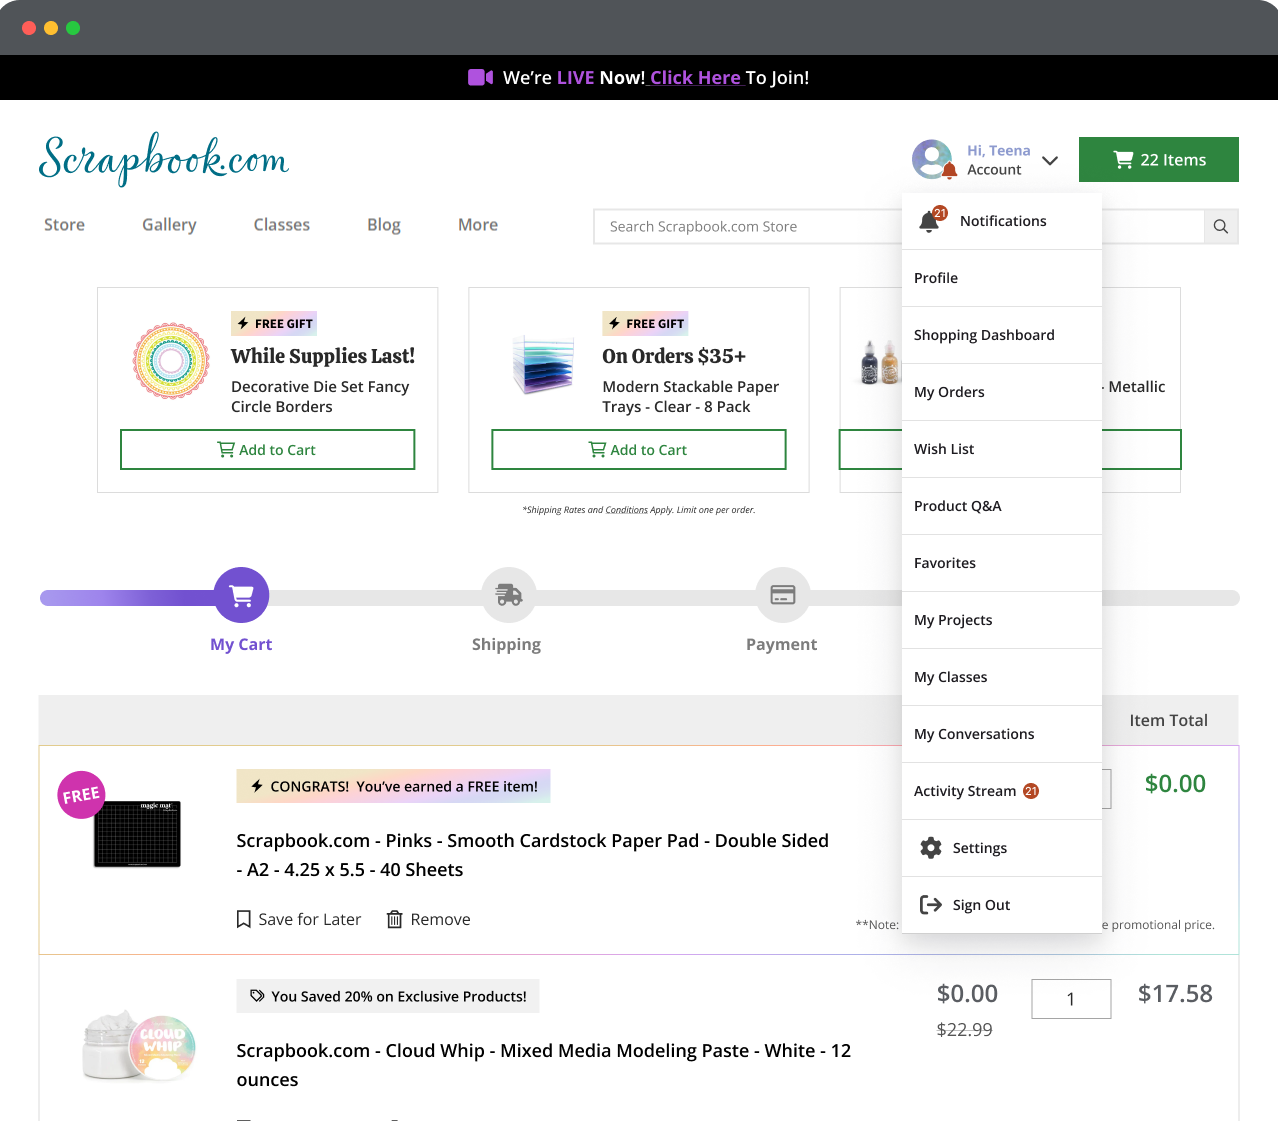 We’re LIVE Now! Click Here To Join!
Scrapbook.com
Hi, Teena
Account
22 Items
Store Gallery Classes Blog More
Search Scrapbook.com Store
21 Notifications
Profile
Shopping Dashboard
My Orders
Wish List
Product Q&A
Favorites
My Projects
My Classes
My Conversations
Activity Stream 21
Settings
Sign Out
FREE GIFT
While Supplies Last!
Decorative Die Set Fancy
Circle Borders
Add to Cart
FREE GIFT
On Orders $35+
Modern Stackable Paper
Trays - Clear - 8 Pack
Add to Cart
- Metallic
*Shipping Rates and Conditions Apply. Limit one per order.
My Cart
Shipping
Payment
Item Total
FREE
magic mat
CONGRATS! You’ve earned a FREE item!
$0.00
Scrapbook.com - Pinks - Smooth Cardstock Paper Pad - Double Sided
- A2 - 4.25 x 5.5 - 40 Sheets
Save for Later
Remove
**Note:
e promotional price.
CLOUD
WHIP
You Saved 20% on Exclusive Products!
$0.00
$22.99
1
$17.58
Scrapbook.com - Cloud Whip - Mixed Media Modeling Paste - White - 12
ounces